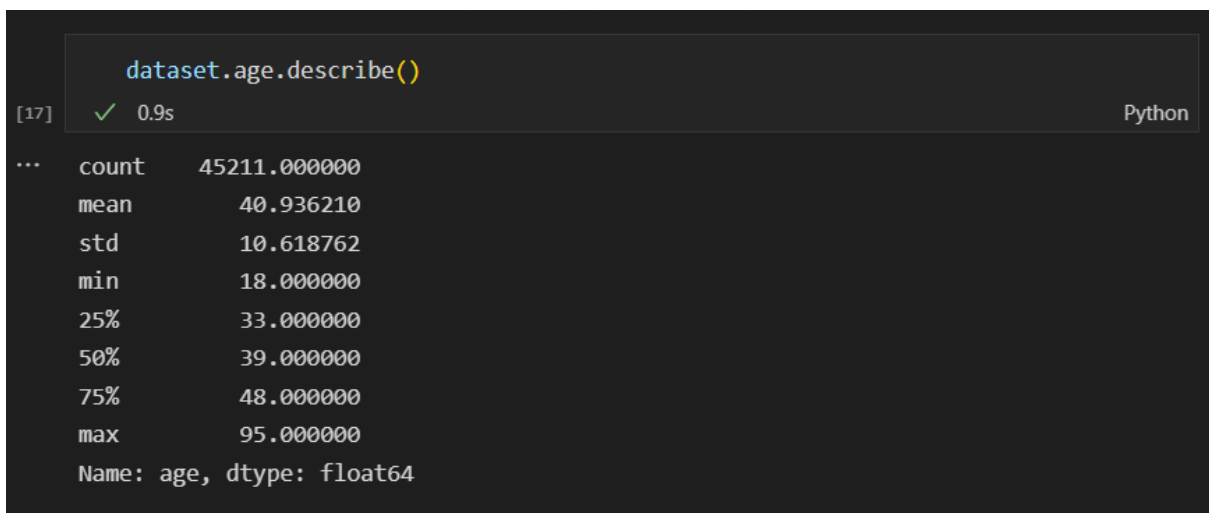 dataset.age.describe()
[17] ✓ 0.9s Python
... count 45211.000000
mean 40.936210
std 10.618762
min 18.000000
25% 33.000000
50% 39.000000
75% 48.000000
max 95.000000
Name: age, dtype: float64